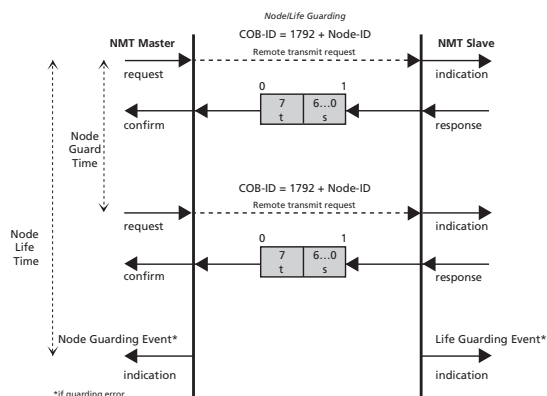 Node/Life Guarding
COB-ID = 1792 + Node-ID
NMT Master
NMT Slave
Remote transmit request
request
indication
0 1
7 6...0
t s
confirm
response
Node
Guard
Time
COB-ID = 1792 + Node-ID
Remote transmit request
request
indication
Node
Life
Time
0 1
7 6...0
t s
confirm
response
Node Guarding Event*
Life Guarding Event*
indication
indication
*if guarding error